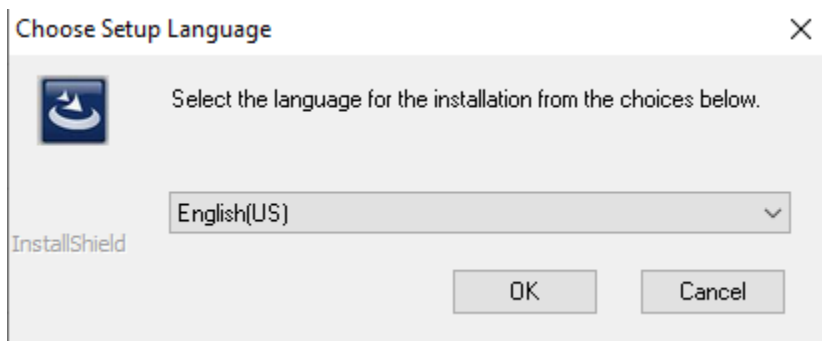 Choose Setup Language
Select the language for the installation from the choices below.
English(US)
InstallShield
OK
Cancel